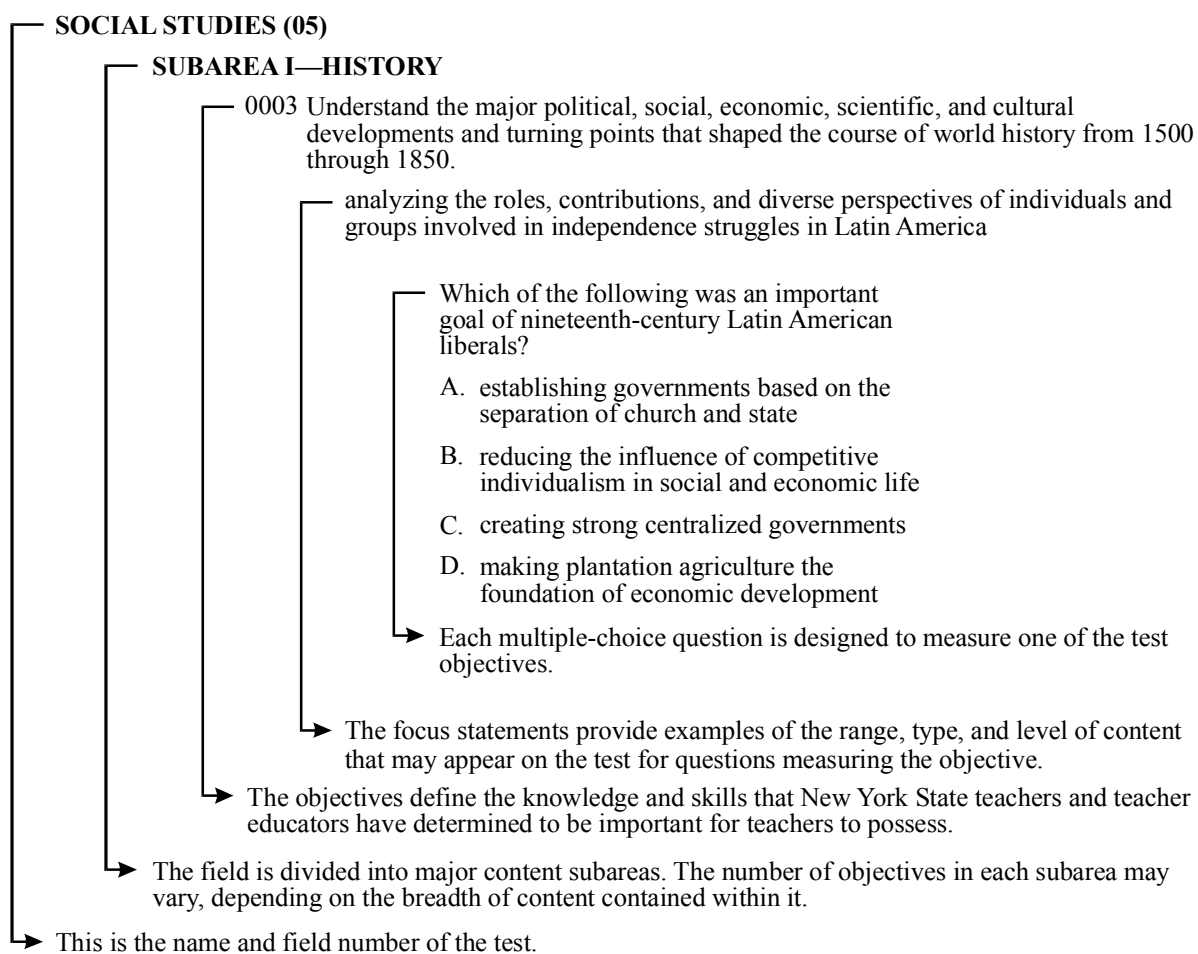 SOCIAL STUDIES (05)
SUBAREA I—HISTORY
0003 Understand the major political, social, economic, scientific, and cultural
developments and turning points that shaped the course of world history from 1500
through 1850.
analyzing the roles, contributions, and diverse perspectives of individuals and
groups involved in independence struggles in Latin America
Which of the following was an important
goal of nineteenth-century Latin American
liberals?
A. establishing governments based on the
separation of church and state
B. reducing the influence of competitive
individualism in social and economic life
C. creating strong centralized governments
D. making plantation agriculture the
foundation of economic development
Each multiple-choice question is designed to measure one of the test
objectives.
The focus statements provide examples of the range, type, and level of content
that may appear on the test for questions measuring the objective.
The objectives define the knowledge and skills that New York State teachers and teacher
educators have determined to be important for teachers to possess.
The field is divided into major content subareas. The number of objectives in each subarea may
vary, depending on the breadth of content contained within it.
This is the name and field number of the test.